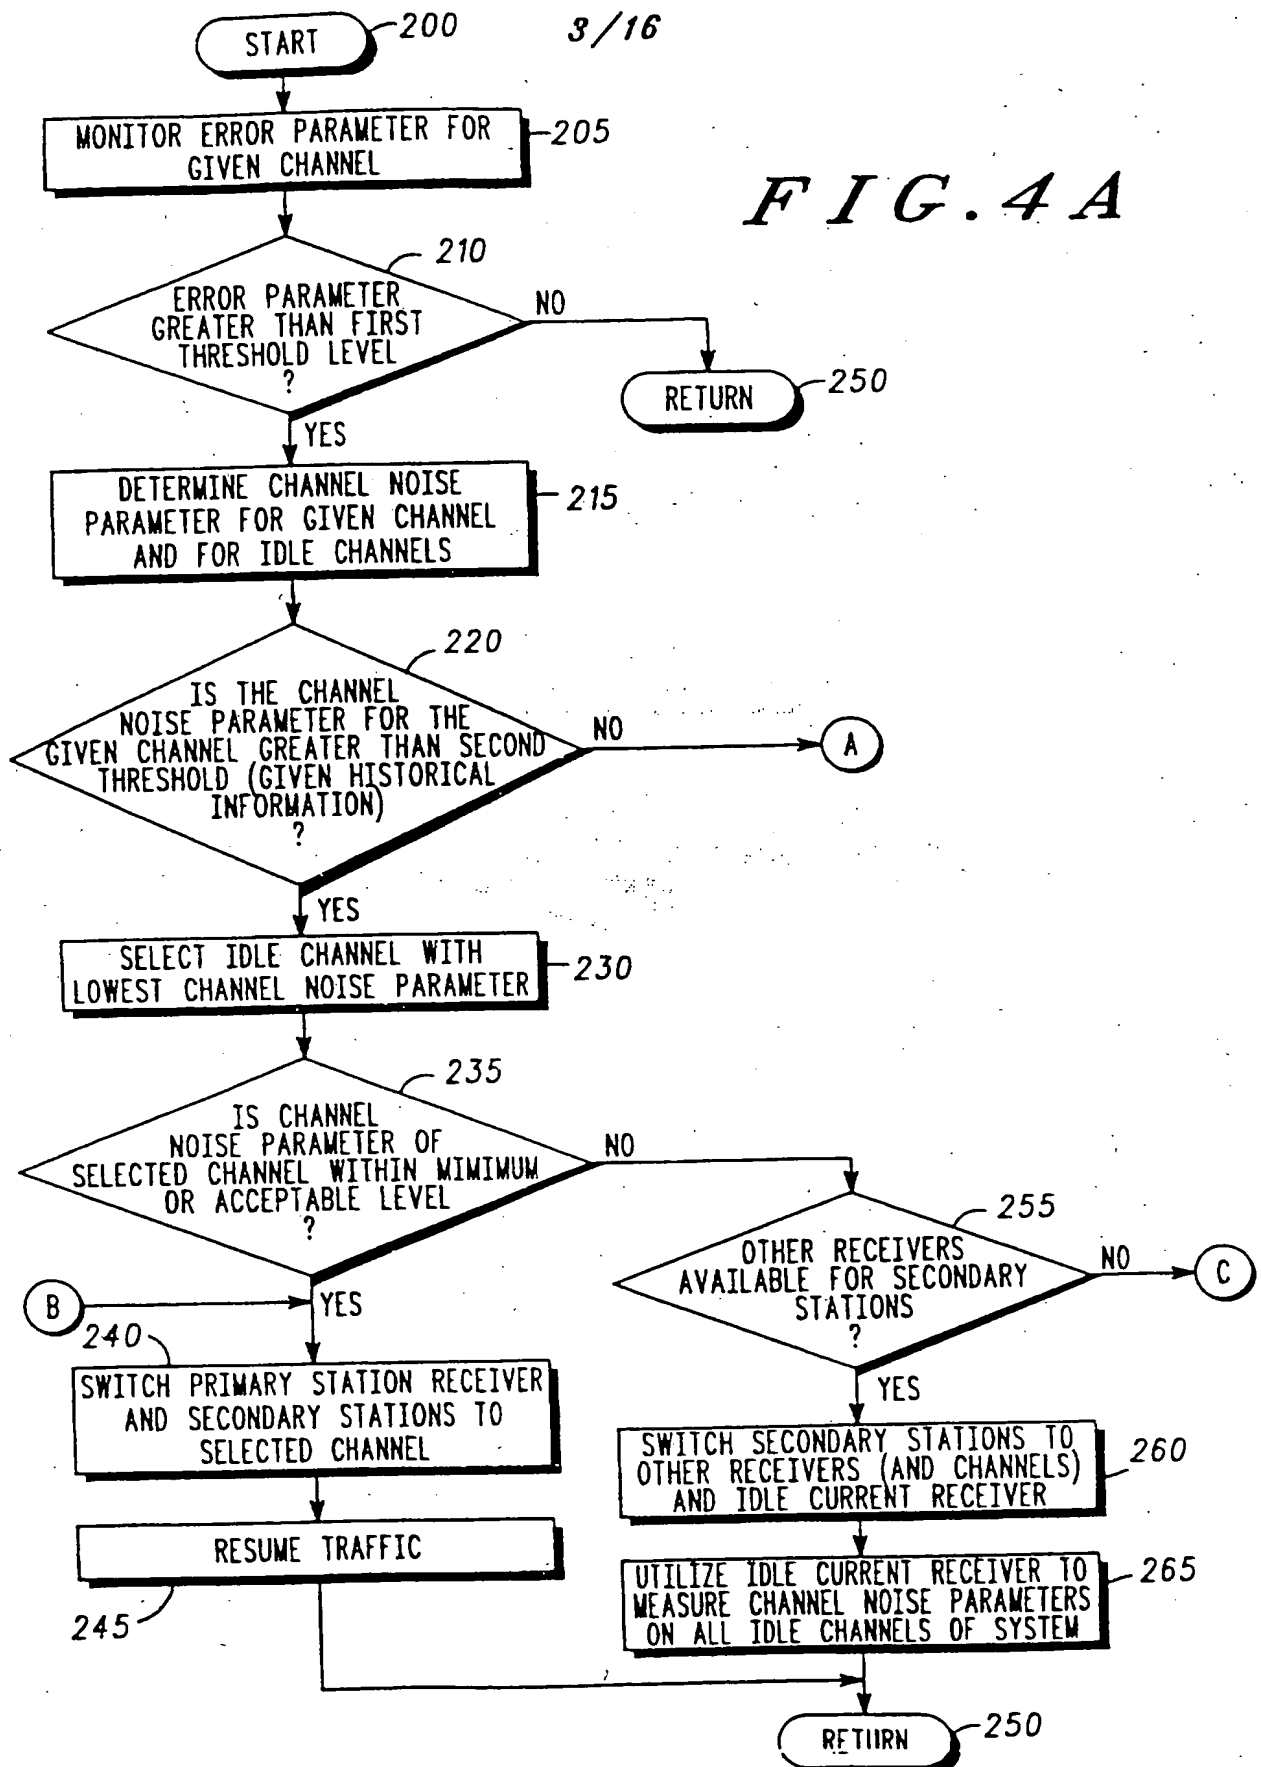 3/16
START
200
MONITOR ERROR PARAMETER FOR
GIVEN CHANNEL
205
FIG. 4A
210
ERROR PARAMETER
GREATER THAN FIRST
THRESHOLD LEVEL
?
NO
RETURN
250
YES
DETERMINE CHANNEL NOISE
PARAMETER FOR GIVEN CHANNEL
AND FOR IDLE CHANNELS
215
220
IS THE CHANNEL
NOISE PARAMETER FOR THE
GIVEN CHANNEL GREATER THAN SECOND
THRESHOLD (GIVEN HISTORICAL
INFORMATION)
?
NO
A
YES
SELECT IDLE CHANNEL WITH
LOWEST CHANNEL NOISE PARAMETER
230
235
IS CHANNEL
NOISE PARAMETER OF
SELECTED CHANNEL WITHIN MIMIMUM
OR ACCEPTABLE LEVEL
?
NO
255
OTHER RECEIVERS
AVAILABLE FOR SECONDARY
STATIONS
?
NO
C
B
YES
240
SWITCH PRIMARY STATION RECEIVER
AND SECONDARY STATIONS TO
SELECTED CHANNEL
YES
SWITCH SECONDARY STATIONS TO
OTHER RECEIVERS (AND CHANNELS)
AND IDLE CURRENT RECEIVER
260
RESUME TRAFFIC
245
UTILIZE IDLE CURRENT RECEIVER TO
MEASURE CHANNEL NOISE PARAMETERS
ON ALL IDLE CHANNELS OF SYSTEM
265
RETURN
250